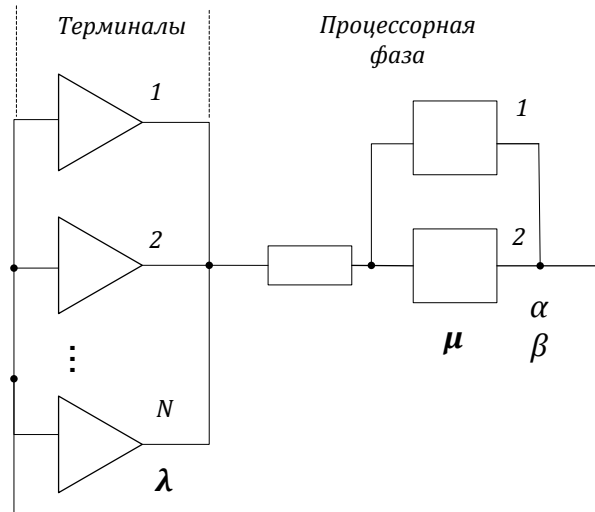 Терминалы
Процессорная
фаза
1
1
2
2
α
β
μ
...
N
λ